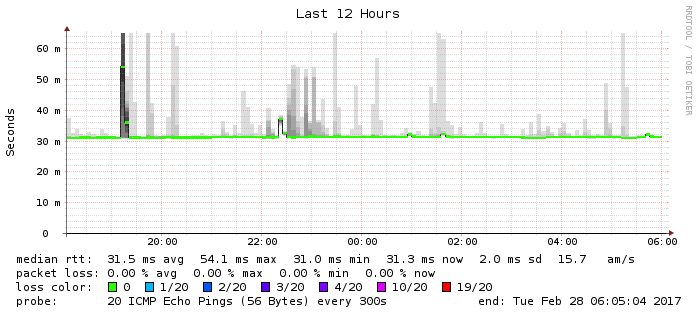 Last 12 Hours
RRDTOOL / TOBI OETIKER
Seconds
60 m
50 m
40 m
30 m
20 m
10 m
0
20:00 22:00 00:00 02:00 04:00 06:00
median rtt: 31.5 ms avg 54.1 ms max 31.0 ms min 31.3 ms now 2.0 ms sd 15.7 am/s
packet loss: 0.00 % avg 0.00 % max 0.00 % min 0.00 % now
loss color: 0 1/20 2/20 3/20 4/20 10/20 19/20
probe: 20 ICMP Echo Pings (56 Bytes) every 300s end: Tue Feb 28 06:05:04 2017